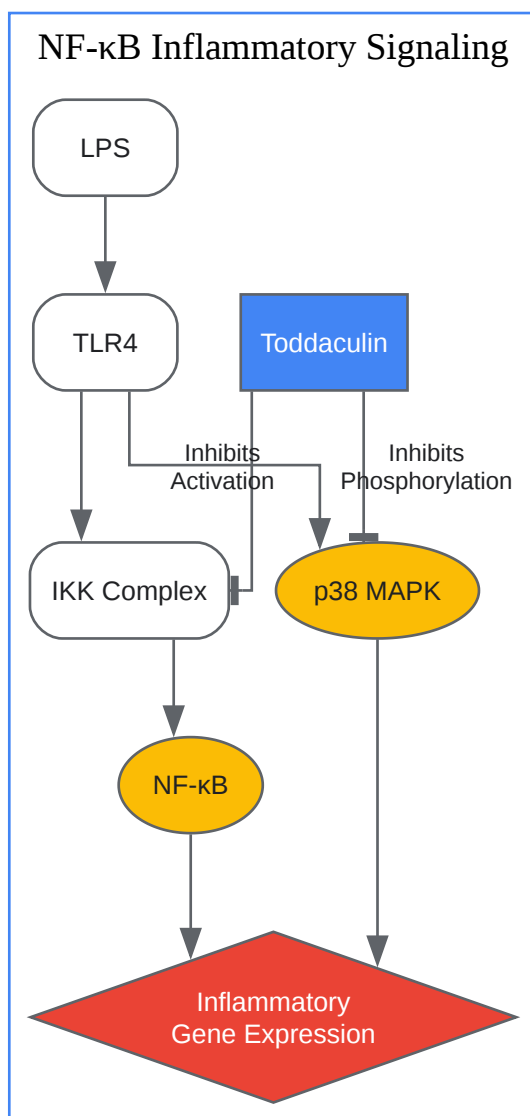 NF-κB Inflammatory Signaling
LPS
TLR4
Toddaculin
Inhibits
Activation
Inhibits
Phosphorylation
IKK Complex
p38 MAPK
NF-κB
Inflammatory
Gene Expression